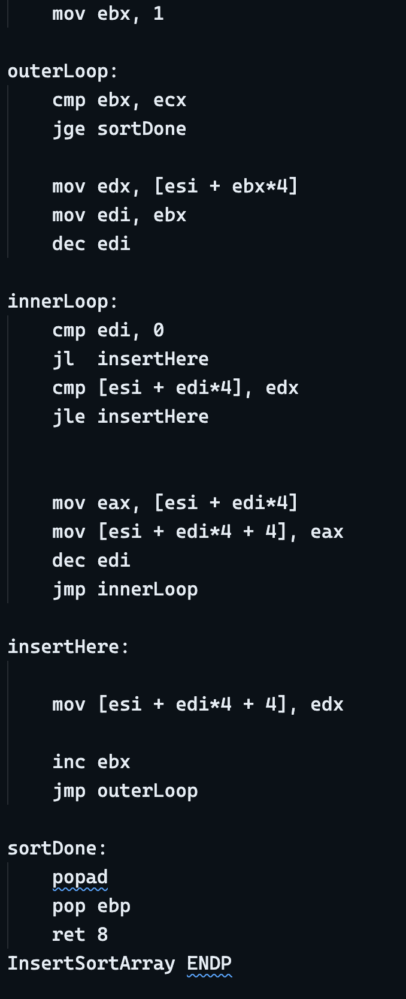 mov ebx, 1
outerLoop:
cmp ebx, ecx
jge sortDone
mov edx, [esi + ebx*4]
mov edi, ebx
dec edi
innerLoop:
cmp edi, 0
jl  insertHere
cmp [esi + edi*4], edx
jle insertHere
mov eax, [esi + edi*4]
mov [esi + edi*4 + 4], eax
dec edi
jmp innerLoop
insertHere:
mov [esi + edi*4 + 4], edx
inc ebx
jmp outerLoop
sortDone:
popad
pop ebp
ret 8
InsertSortArray ENDP